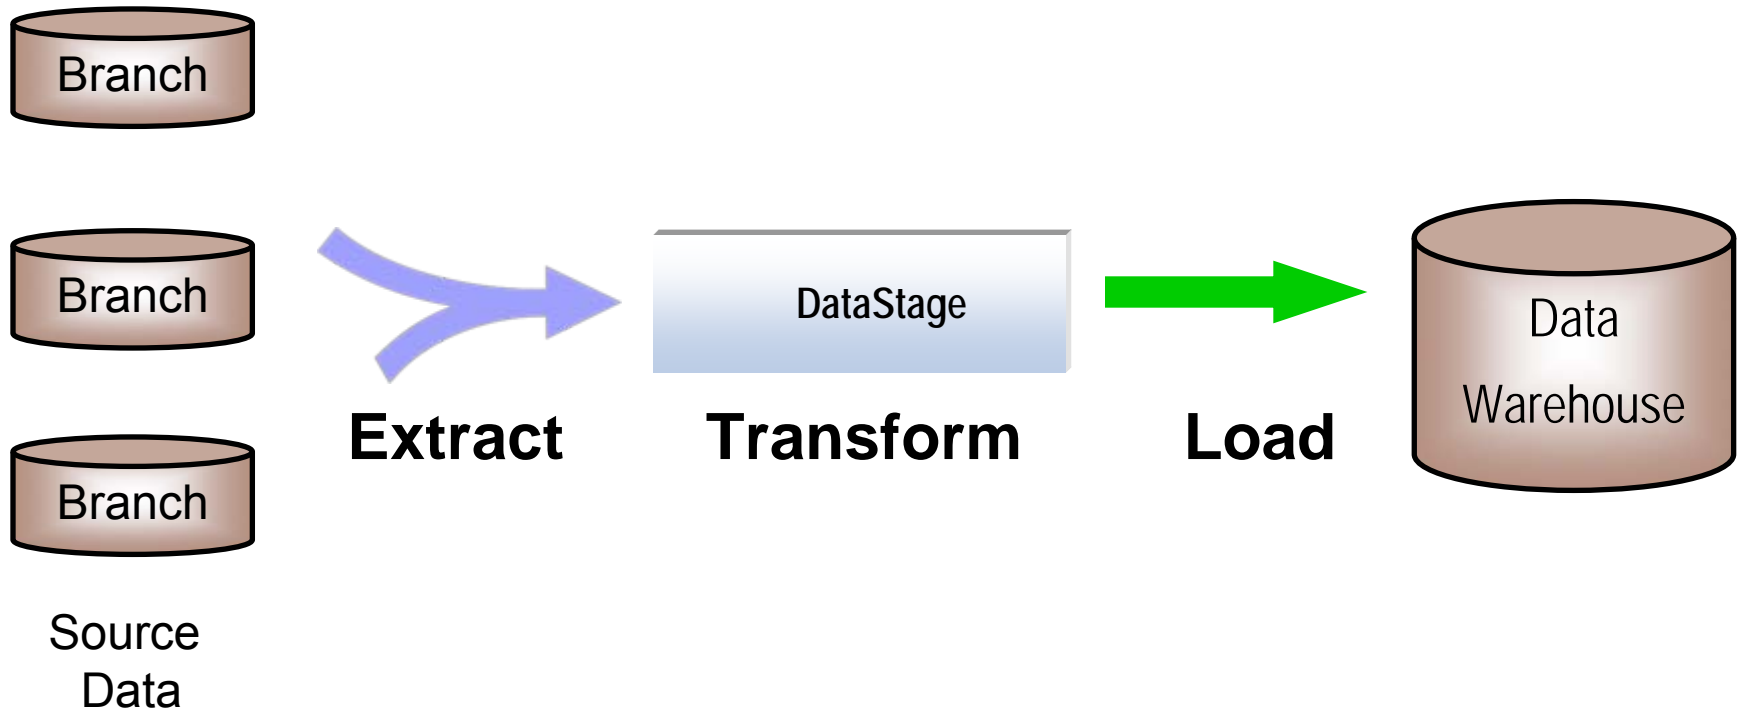 Branch
Branch
Branch
Source
Data
Extract
DataStage
Transform
Load
Data
Warehouse